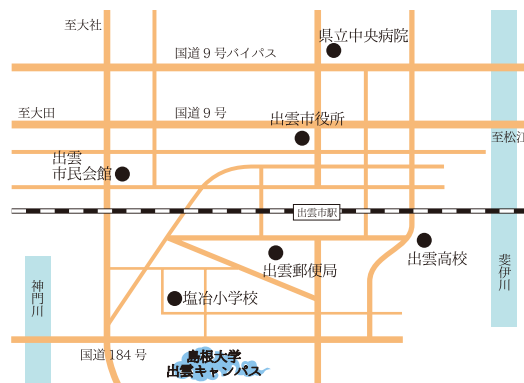 至大社
県立中央病院
国道9号バイパス
至大田
国道9号
出雲市役所
至松江
出雲
市民会館
出雲市駅
出雲高校
出雲郵便局
斐伊川
神門川
塩冶小学校
国道184号
島根大学
出雲キャンパス